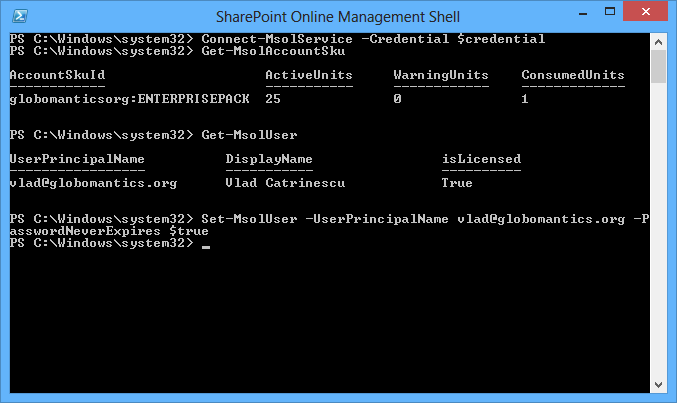 SharePoint Online Management Shell
PS C:\Windows\system32> Connect-MsolService -Credential $credential
PS C:\Windows\system32> Get-MsolAccountSku
AccountSkuId ActiveUnits WarningUnits ConsumedUnits
------------ ----------- ------------ -------------
globomanticsorg:ENTERPRISEPACK 25 0 1
PS C:\Windows\system32> Get-MsolUser
UserPrincipalName DisplayName isLicensed
----------------- ----------- ----------
vlad@globomantics.org Vlad Catrinescu True
PS C:\Windows\system32> Set-MsolUser -UserPrincipalName vlad@globomantics.org -P
asswordNeverExpires $true
PS C:\Windows\system32> _